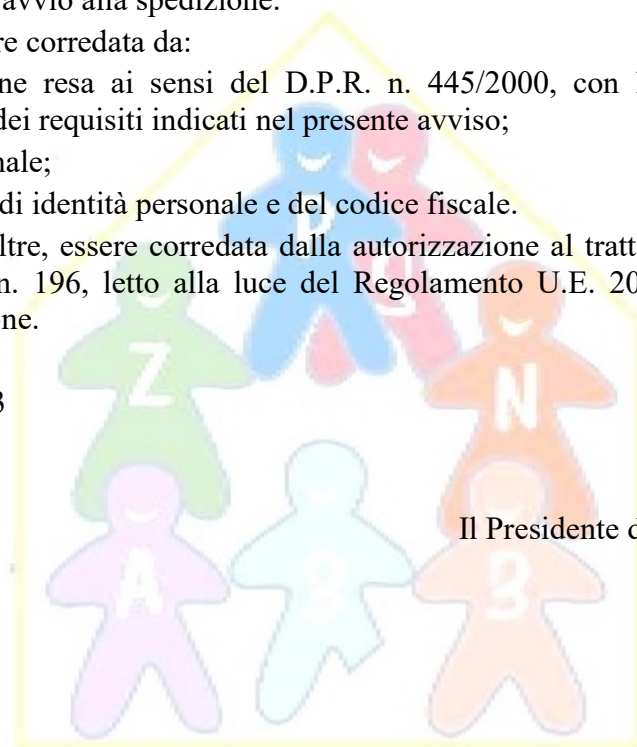 avvio alla spedizione.
re corredata da:
ne resa ai sensi del D.P.R. n. 445/2000, con
dei requisiti indicati nel presente avviso;
nale;
di identità personale e del codice fiscale.
ltre, essere corredata dalla autorizzazione al tratt
n. 196, letto alla luce del Regolamento U.E. 20
one.
3
Il Presidente d
Z
N
A